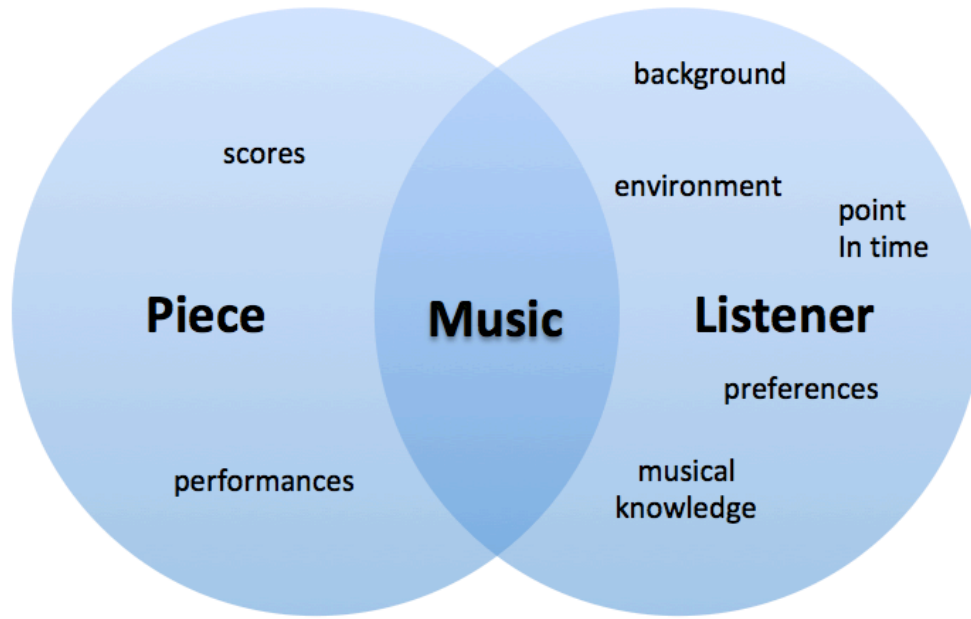 background
scores
environment
point
In time
Piece
Music
Listener
preferences
performances
musical
knowledge